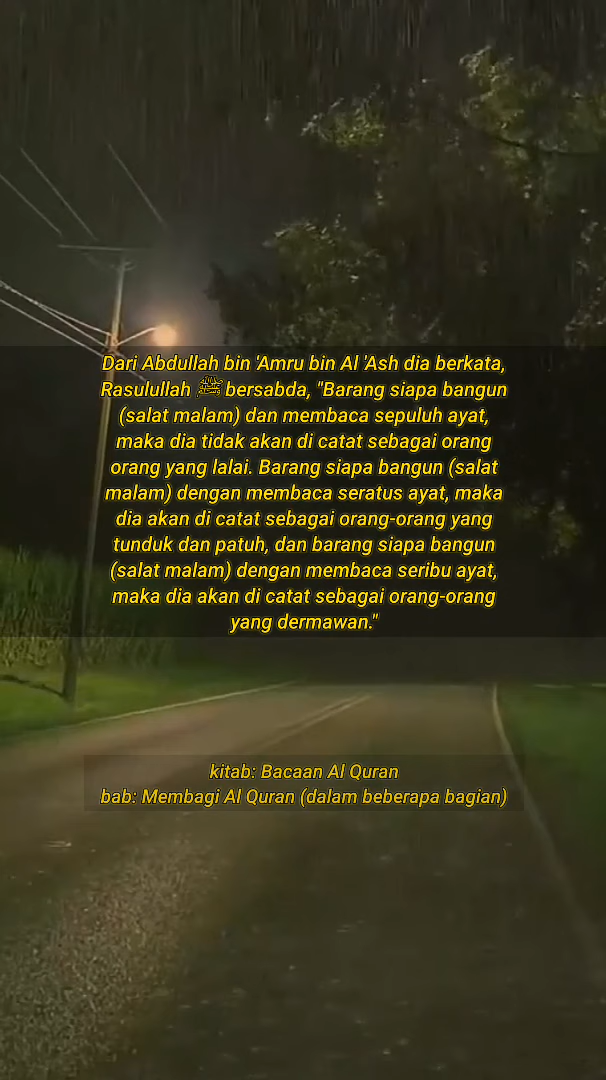 Dari Abdullah bin 'Amru bin Al 'Ash dia berkata,
Rasulullah ﷺ bersabda, "Barang siapa bangun
(salat malam) dan membaca sepuluh ayat,
maka dia tidak akan di catat sebagai orang
orang yang lalai. Barang siapa bangun (salat
malam) dengan membaca seratus ayat, maka
dia akan di catat sebagai orang-orang yang
tunduk dan patuh, dan barang siapa bangun
(salat malam) dengan membaca seribu ayat,
maka dia akan di catat sebagai orang-orang
yang dermawan."
kitab: Bacaan Al Quran
bab: Membagi Al Quran (dalam beberapa bagian)